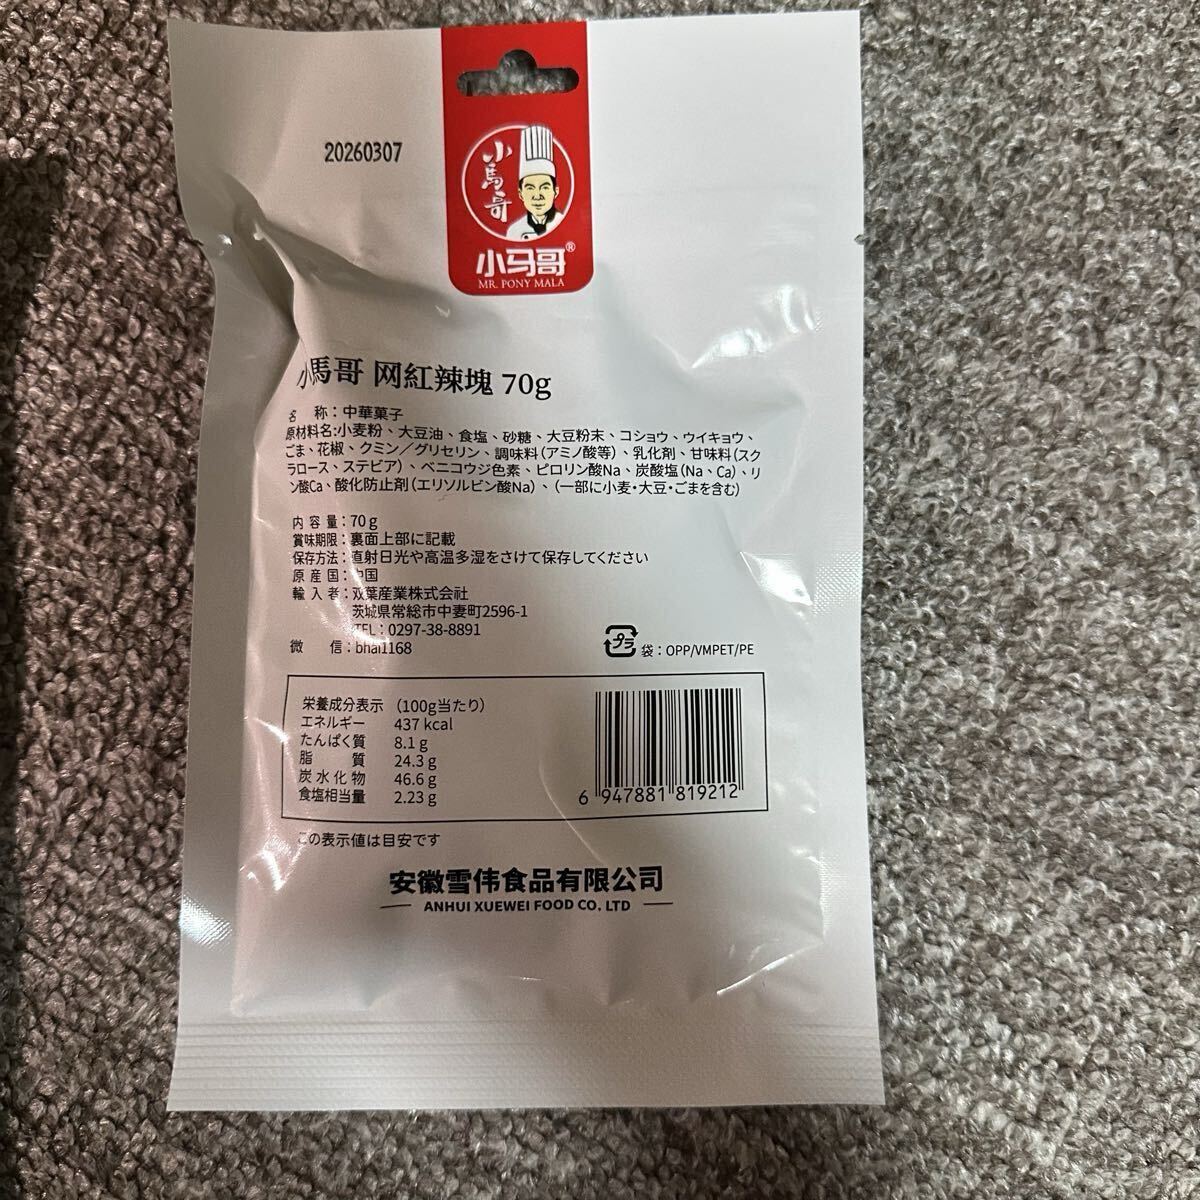 20260307
小馬哥
小马哥®
MR. PONY MALA
小馬哥 网紅辣塊 70g
名 称：中華菓子
原材料名:小麦粉、大豆油、食塩、砂糖、大豆粉末、コショウ、ウイキョウ、
ごま、花椒、クミン／グリセリン、調味料(アミノ酸等)、乳化剤、甘味料(スク
ラロース、ステビア)、ベニコウジ色素、ピロリン酸Na、炭酸塩(Na、Ca)、リ
ン酸Ca、酸化防止剤(エリソルビン酸Na)、(一部に小麦・大豆・ごまを含む)
内 容 量：70g
賞味期限：裏面上部に記載
保存方法：直射日光や高温多湿をさけて保存してください
原 産 国：中国
輸 入 者：双葉産業株式会社
茨城県常総市中妻町2596-1
TEL：0297-38-8891
微 信：bhai1168
プラ 袋：OPP/VMPET/PE
栄養成分表示 (100g当たり)
エネルギー 437 kcal
たんぱく質 8.1 g
脂 質 24.3 g
炭水化物 46.6 g
食塩相当量 2.23 g
6 947881 819212
この表示値は目安です
安徽雪伟食品有限公司
ANHUI XUEWEI FOOD CO. LTD